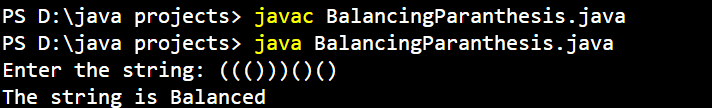 PS D:\java projects> javac BalancingParanthesis.java
PS D:\java projects> java BalancingParanthesis.java
Enter the string: ((()))()()
The string is Balanced